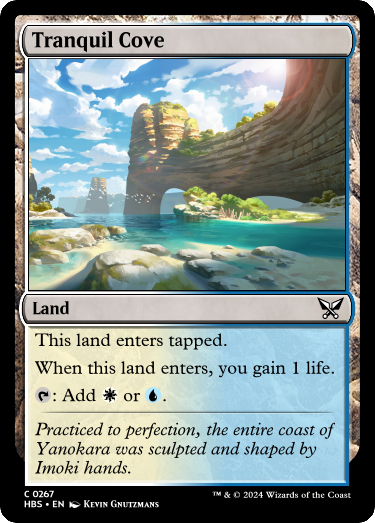 Tranquil Cove
Land
This land enters tapped.
When this land enters, you gain 1 life.
: Add or .
Practiced to perfection, the entire coast of
Yanokara was sculpted and shaped by
Imoki hands.
C 0267
HBS • EN Kevin Gnutzmans
™ & © 2024 Wizards of the Coast